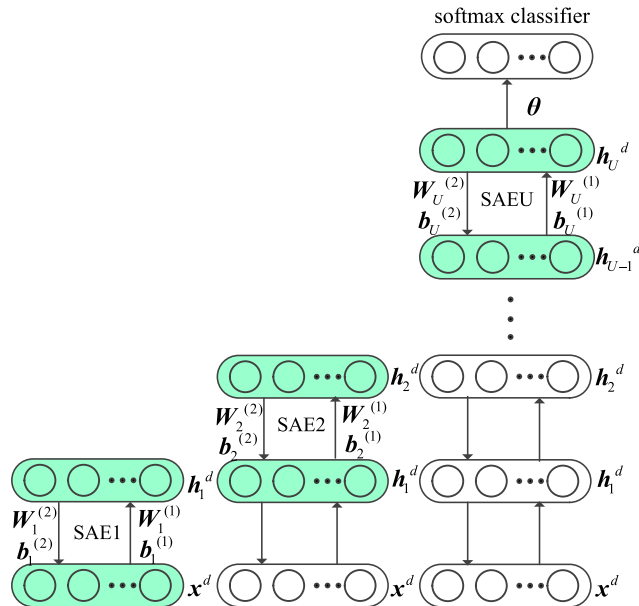 softmax classifier
θ
h_U^d
W_U^(2) SAEU W_U^(1)
b_U^(2) b_U^(1)
h_{U-1}^d
h_2^d h_2^d
W_2^(2) SAE2 W_2^(1)
b_2^(2) b_2^(1)
h_1^d h_1^d h_1^d
W_1^(2) SAE1 W_1^(1)
b_1^(2) b_1^(1)
x^d x^d x^d